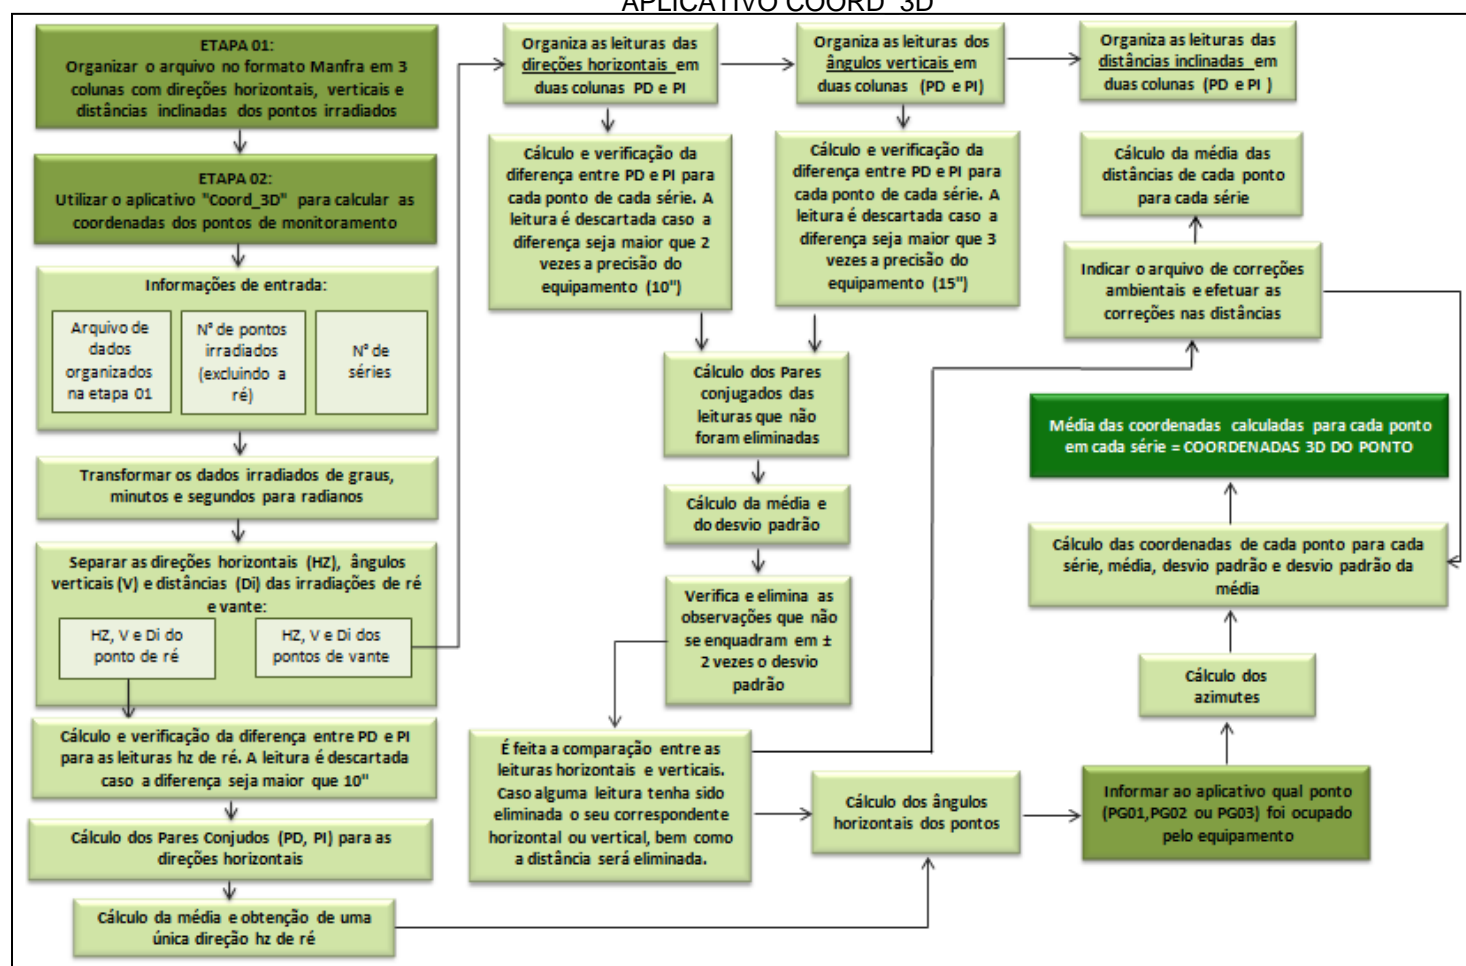 APLICATIVO COORD_3D
ETAPA 01:
Organizar o arquivo no formato Manfra em 3
colunas com direções horizontais, verticais e
distâncias inclinadas dos pontos irradiados
ETAPA 02:
Utilizar o aplicativo "Coord_3D" para calcular as
coordenadas dos pontos de monitoramento
Informações de entrada:
Arquivo de
dados
organizados
na etapa 01
N° de pontos
irradiados
(excluindo a
ré)
N° de
séries
Transformar os dados irradiados de graus,
minutos e segundos para radianos
Separar as direções horizontais (HZ), ângulos
verticais (V) e distâncias (Di) das irradiações de ré
e vante:
HZ, V e Di do
ponto de ré
HZ, V e Di dos
pontos de vante
Cálculo e verificação da diferença entre PD e PI
para as leituras hz de ré. A leitura é descartada
caso a diferença seja maior que 10"
Cálculo dos Pares Conjudos (PD, PI) para as
direções horizontais
Cálculo da média e obtenção de uma
única direção hz de ré
Organiza as leituras das
direções horizontais em
duas colunas PD e PI
Cálculo e verificação da
diferença entre PD e PI para
cada ponto de cada série. A
leitura é descartada caso a
diferença seja maior que 2
vezes a precisão do
equipamento (10")
Organiza as leituras dos
ângulos verticais em
duas colunas (PD e PI)
Cálculo e verificação da
diferença entre PD e PI para
cada ponto de cada série. A
leitura é descartada caso a
diferença seja maior que 3
vezes a precisão do
equipamento (15")
Cálculo dos Pares
conjugados das
leituras que não
foram eliminadas
Cálculo da média e
do desvio padrão
Verifica e elimina as
observações que não
se enquadram em ±
2 vezes o desvio
padrão
É feita a comparação entre as
leituras horizontais e verticais.
Caso alguma leitura tenha sido
eliminada o seu correspondente
horizontal ou vertical, bem como
a distância será eliminada.
Cálculo dos ângulos
horizontais dos pontos
Organiza as leituras das
distâncias inclinadas em
duas colunas (PD e PI )
Cálculo da média das
distâncias de cada ponto
para cada série
Indicar o arquivo de correções
ambientais e efetuar as
correções nas distâncias
Média das coordenadas calculadas para cada ponto
em cada série = COORDENADAS 3D DO PONTO
Cálculo das coordenadas de cada ponto para cada
série, média, desvio padrão e desvio padrão da
média
Cálculo dos
azimutes
Informar ao aplicativo qual ponto
(PG01,PG02 ou PG03) foi ocupado
pelo equipamento